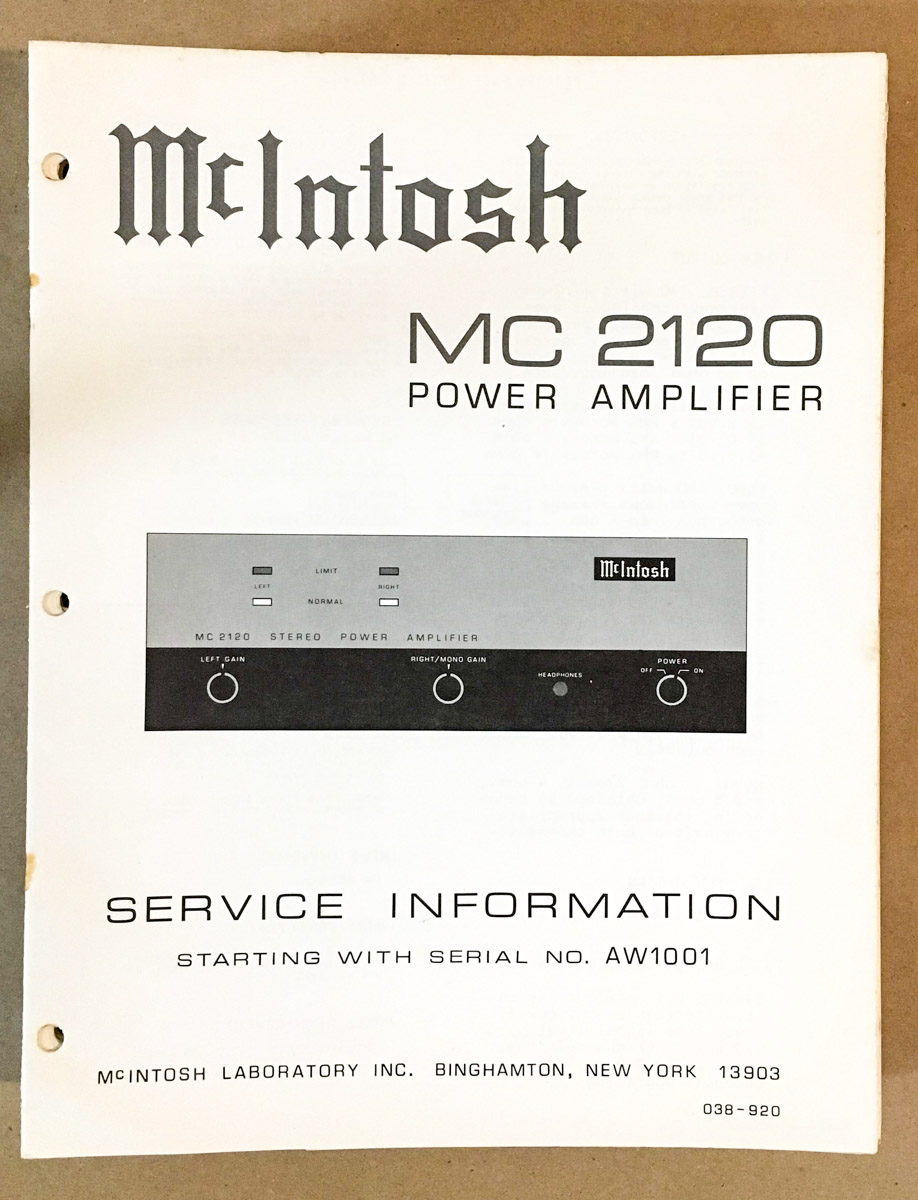 McIntosh
MC 2120
POWER AMPLIFIER
LIMIT
McIntosh
LEFT RIGHT
NORMAL
MC 2120 STEREO POWER AMPLIFIER
LEFT GAIN RIGHT/MONO GAIN POWER
OFF ON
HEADPHONES
SERVICE INFORMATION
STARTING WITH SERIAL NO. AW1001
McINTOSH LABORATORY INC. BINGHAMTON, NEW YORK 13903
038-920